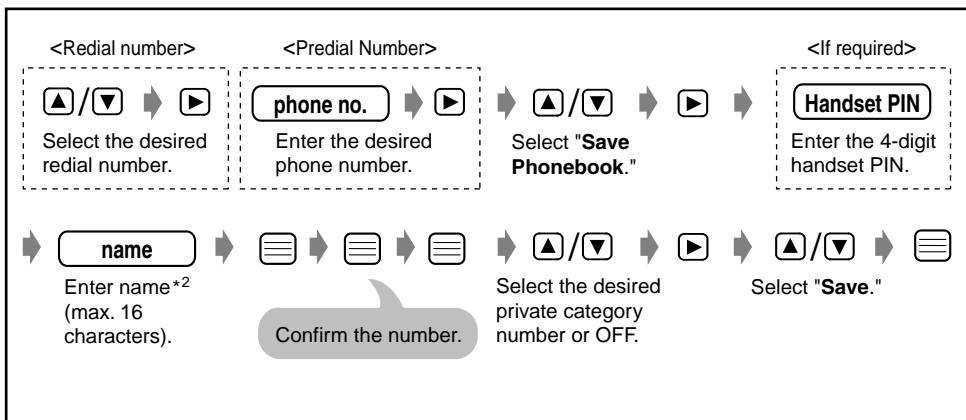 <Redial number>
<Predial Number>
<If required>
▲/▼ ▶
phone no. ▶
▲/▼ ▶
Handset PIN
Select the desired
redial number.
Enter the desired
phone number.
Select "Save
Phonebook."
Enter the 4-digit
handset PIN.
name
▲/▼ ▶
▲/▼
Enter name*2
(max. 16
characters).
Confirm the number.
Select the desired
private category
number or OFF.
Select "Save."